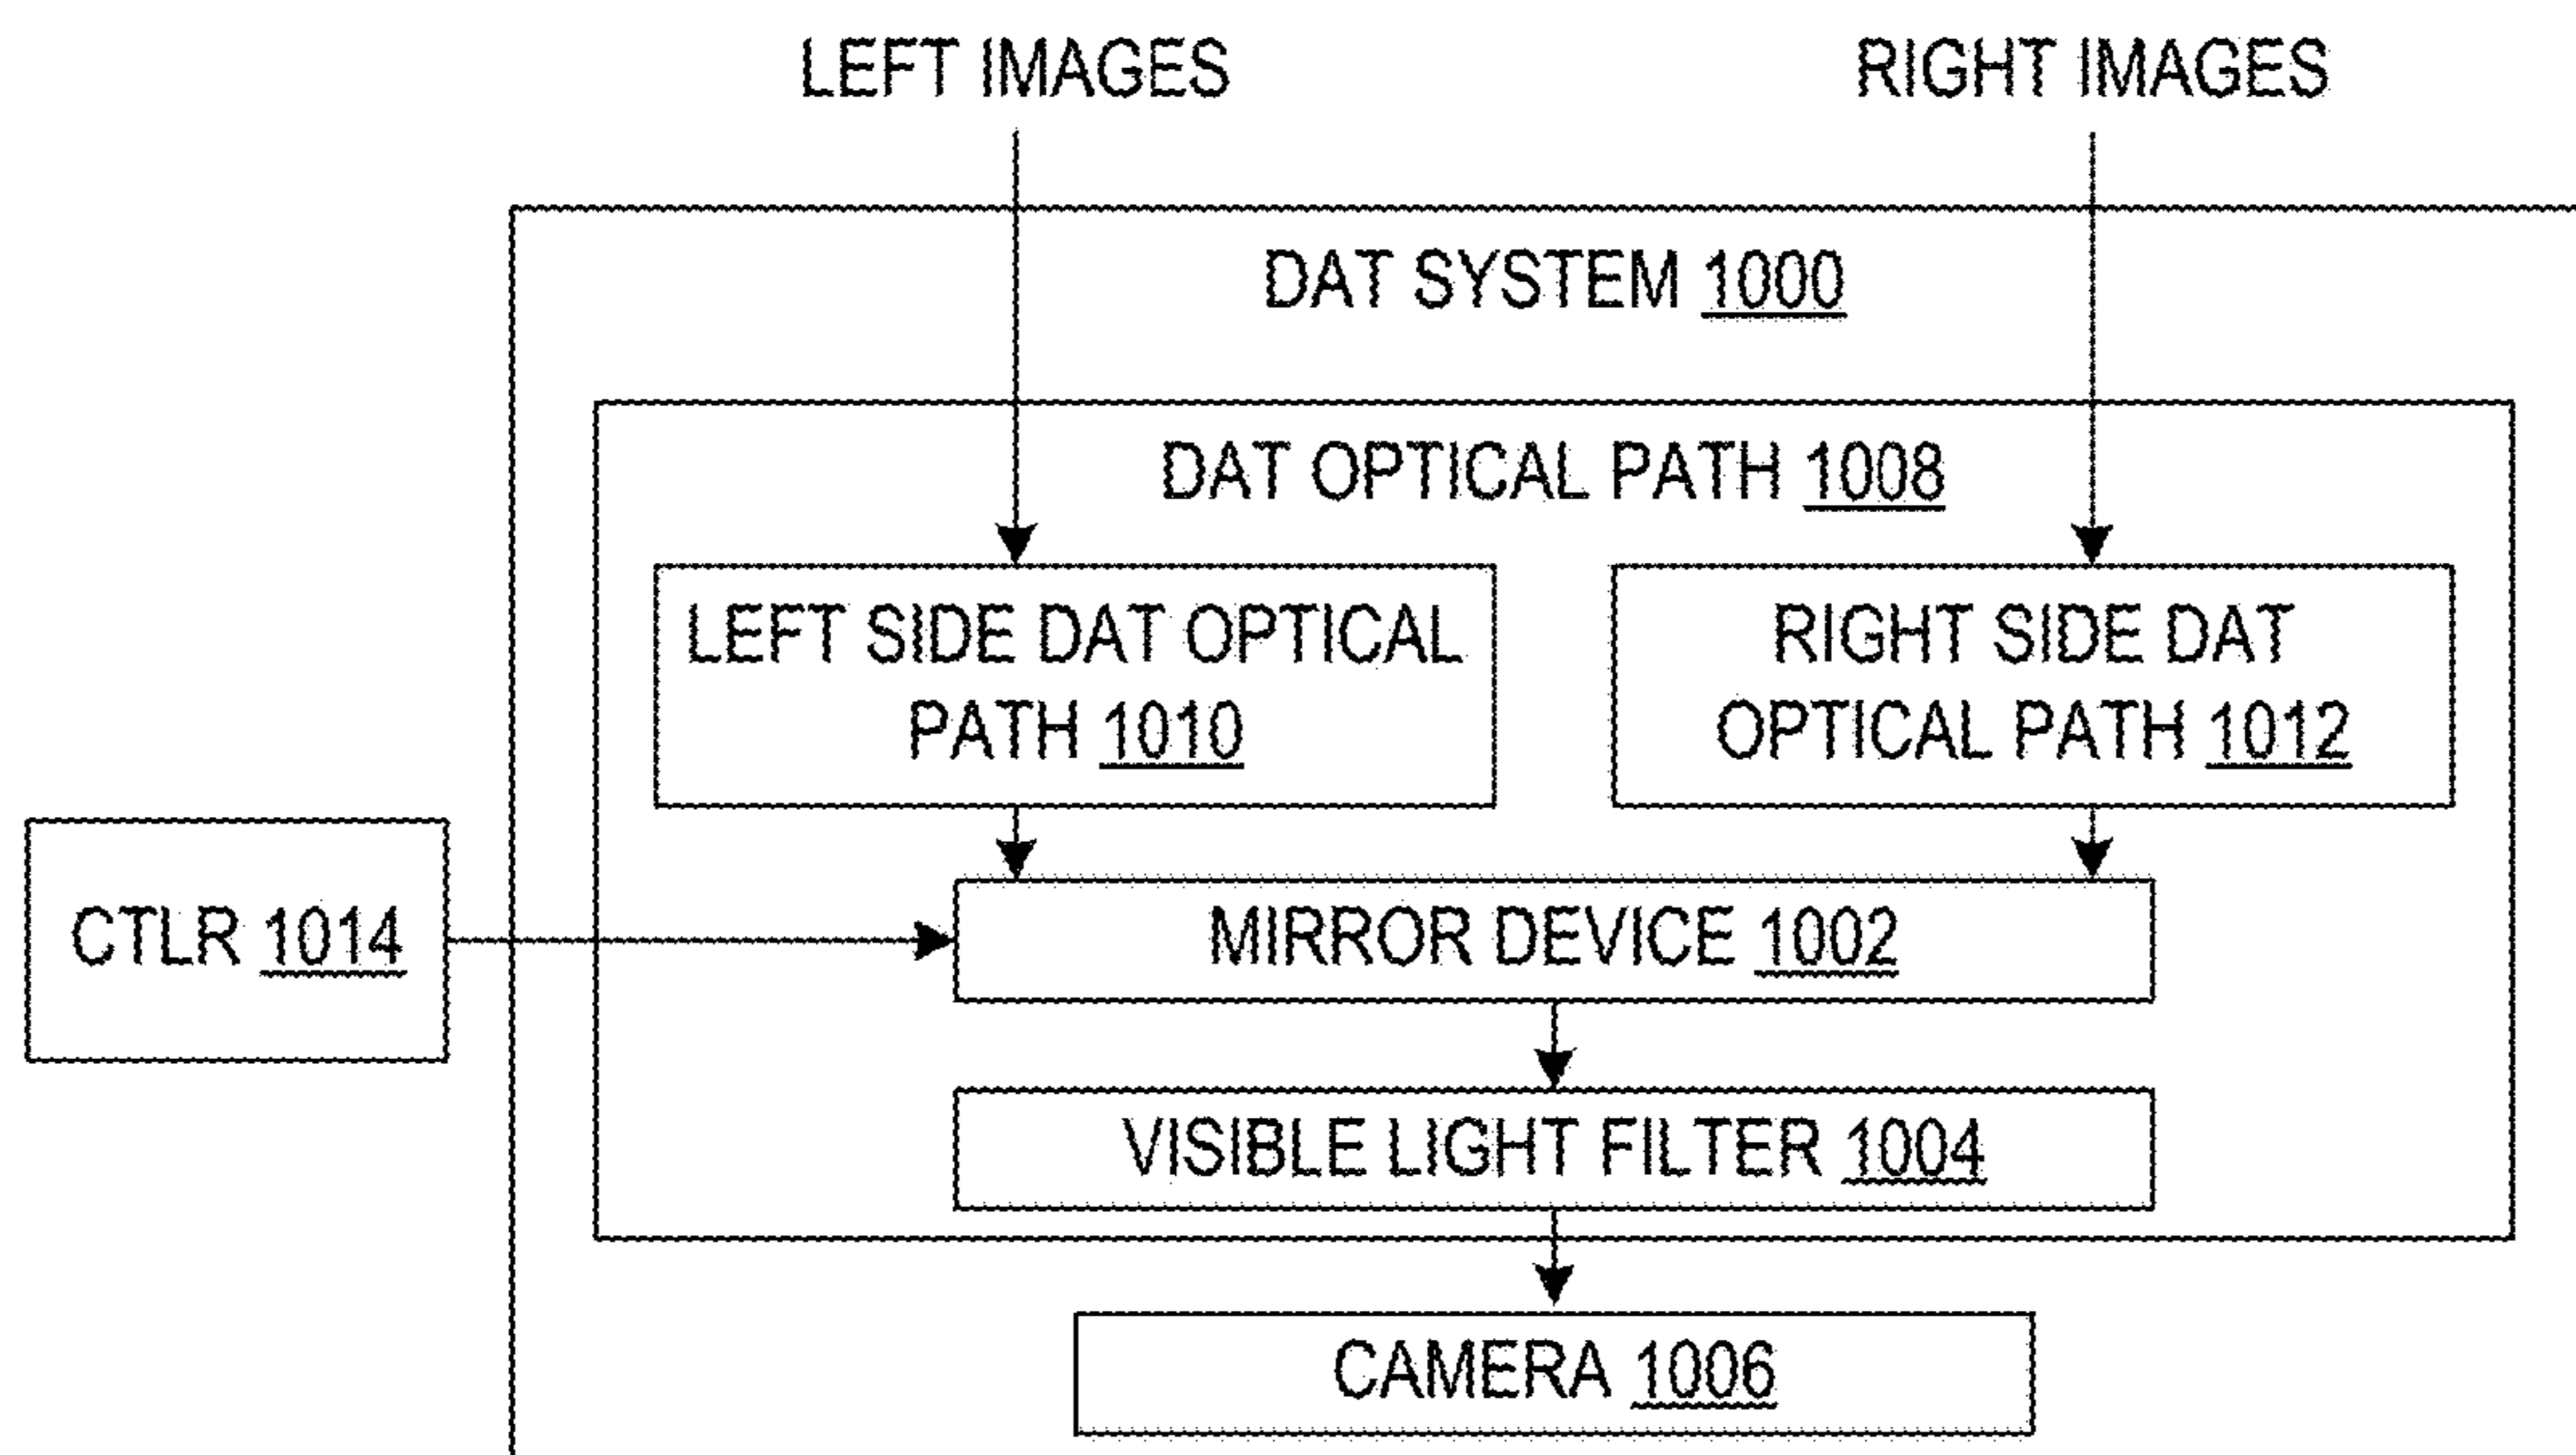 LEFT IMAGES
RIGHT IMAGES
DAT SYSTEM 1000
DAT OPTICAL PATH 1008
LEFT SIDE DAT OPTICAL
PATH 1010
RIGHT SIDE DAT
OPTICAL PATH 1012
CTLR 1014
MIRROR DEVICE 1002
VISIBLE LIGHT FILTER 1004
CAMERA 1006